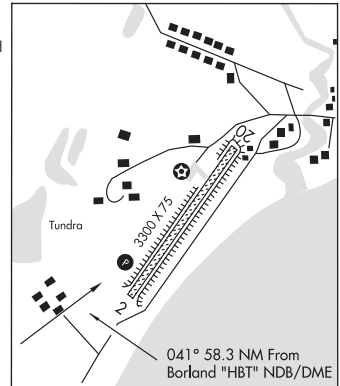 d
20
3300 X 75
Tundra
P
2
041° 58.3 NM From
Borland "HBT" NDB/DME